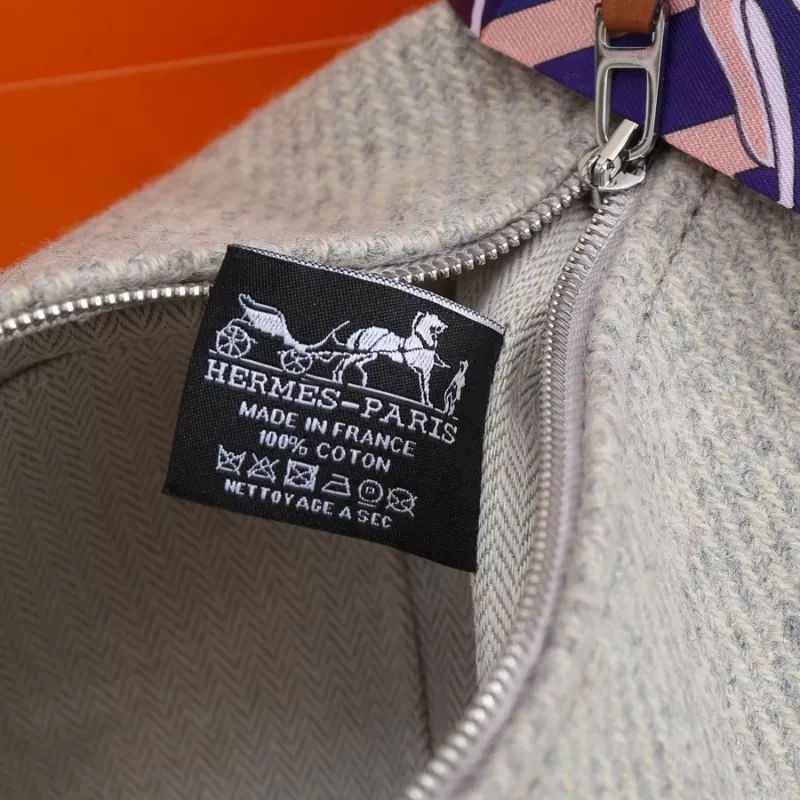 HERMES-PARIS
MADE IN FRANCE
100% COTON
NETTOYAGE A SEC